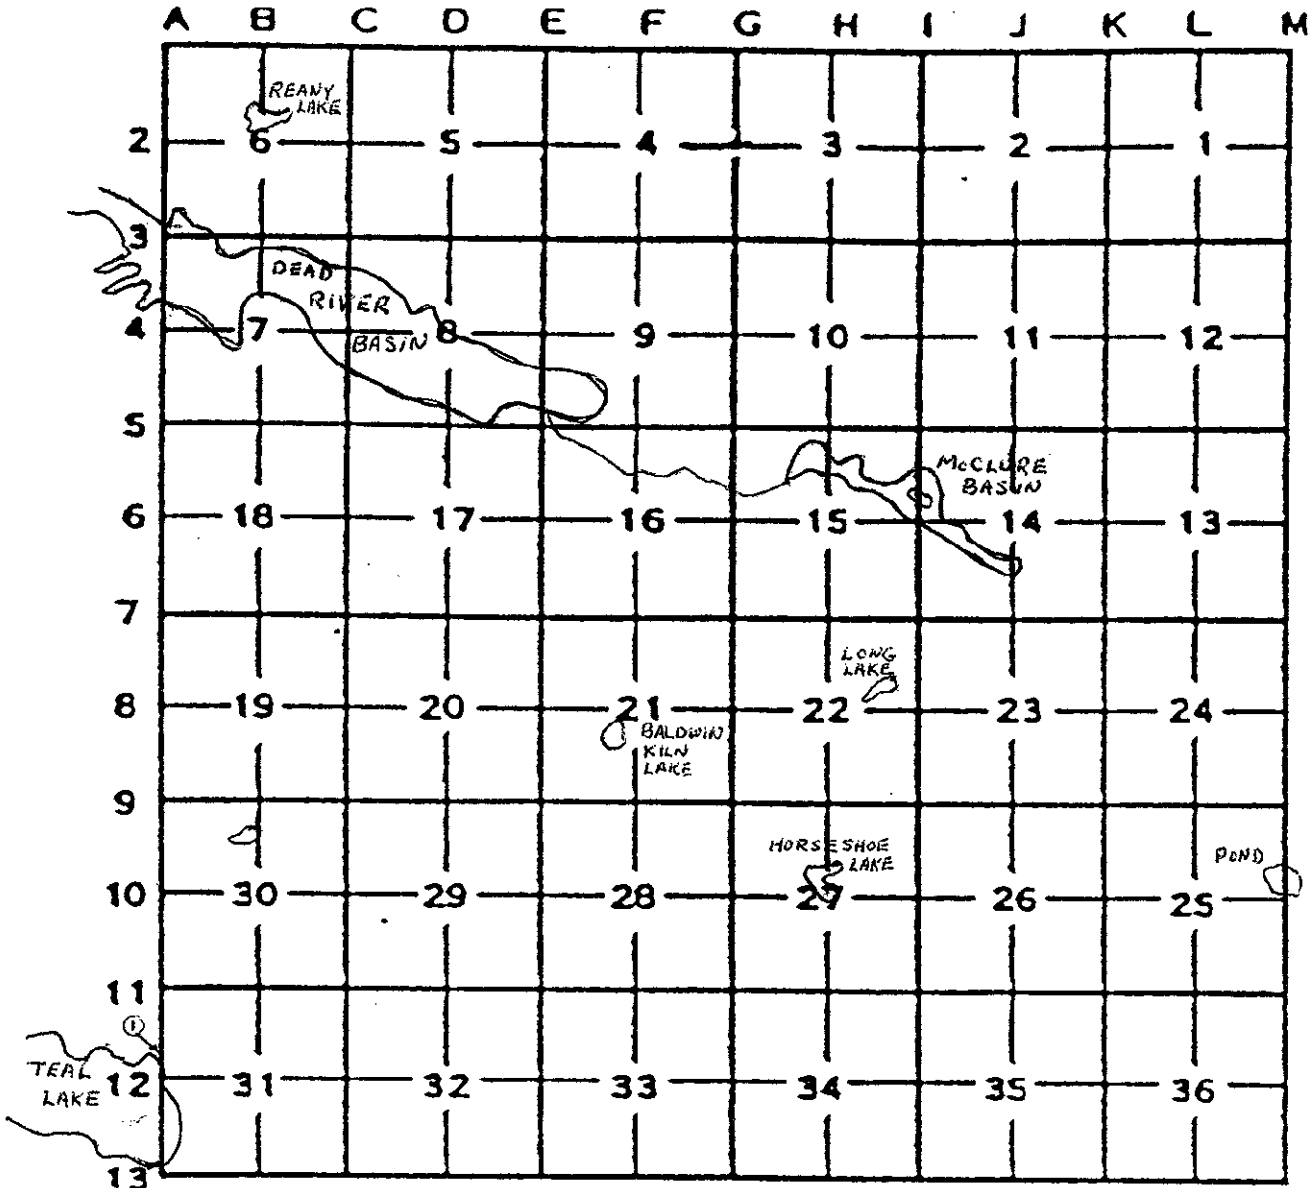 A B C D E F G H I J K L M
REANY
LAKE
2 6 5 4 3 2 1
3
DEAD
RIVER
4 7 8 9 10 11 12
BASIN
5
McCLURE
BASIN
6 18 17 16 15 14 13
7
LONG
LAKE
8 19 20 21 22 23 24
BALDWIN
KILN
LAKE
9
HORSESHOE
LAKE
POND
10 30 29 28 27 26 25
11
1
TEAL
LAKE
12 31 32 33 34 35 36
13